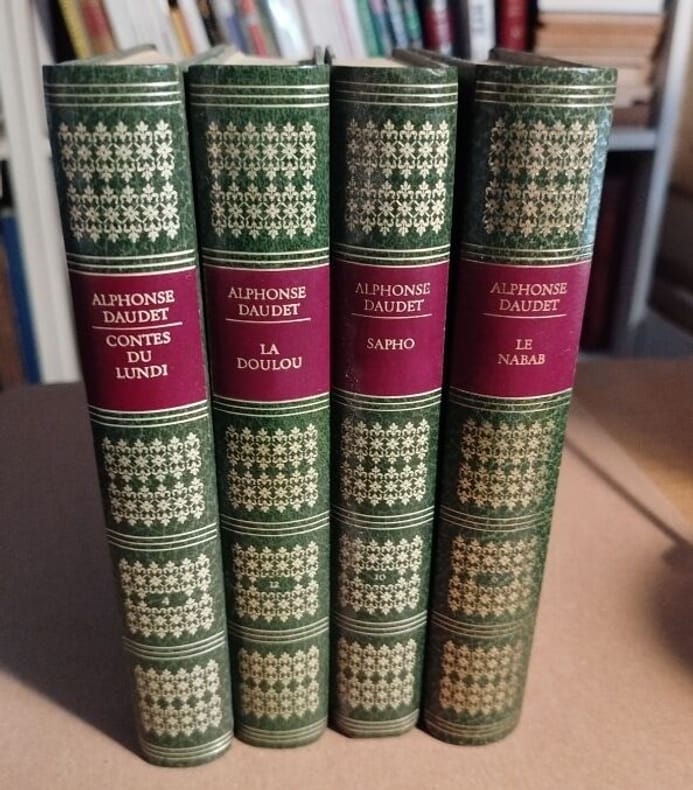 ALPHONSE
DAUDET
CONTES
DU
LUNDI
4
ALPHONSE
DAUDET
LA
DOULOU
12
ALPHONSE
DAUDET
SAPHO
10
ALPHONSE
DAUDET
LE
NABAB